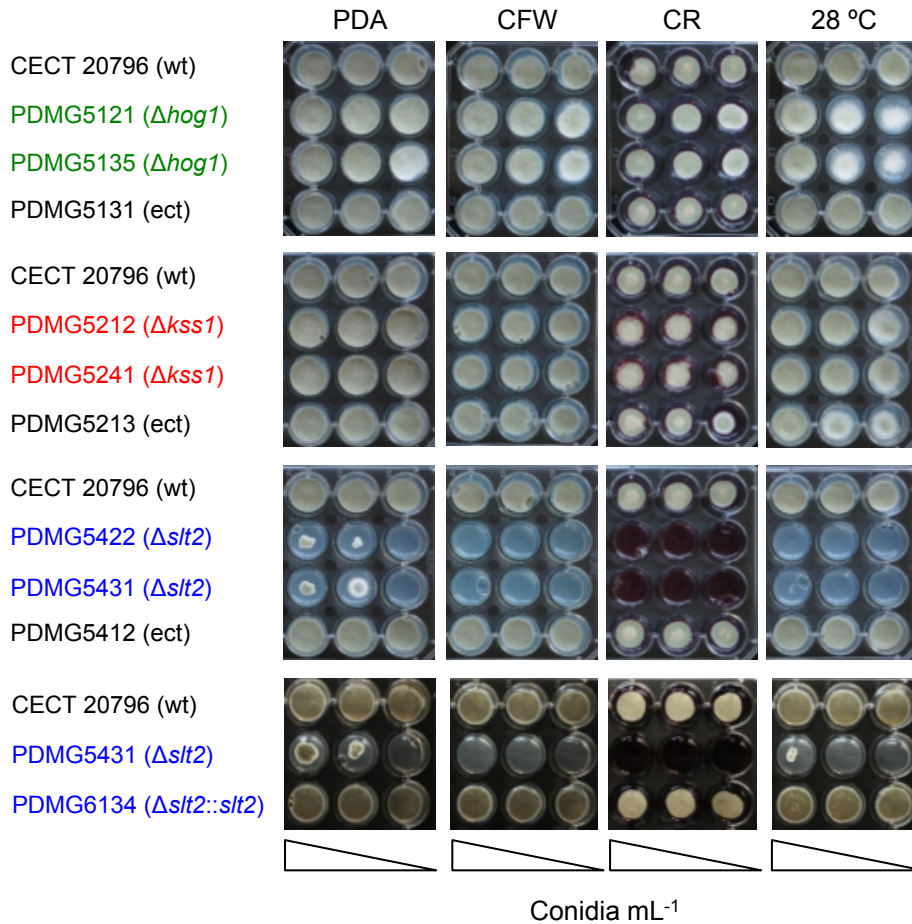 PDA CFW CR 28 ºC
CECT 20796 (wt)
PDMG5121 (Δhog1)
PDMG5135 (Δhog1)
PDMG5131 (ect)
CECT 20796 (wt)
PDMG5212 (Δkss1)
PDMG5241 (Δkss1)
PDMG5213 (ect)
CECT 20796 (wt)
PDMG5422 (Δslt2)
PDMG5431 (Δslt2)
PDMG5412 (ect)
CECT 20796 (wt)
PDMG5431 (Δslt2)
PDMG6134 (Δslt2::slt2)
Conidia mL⁻¹